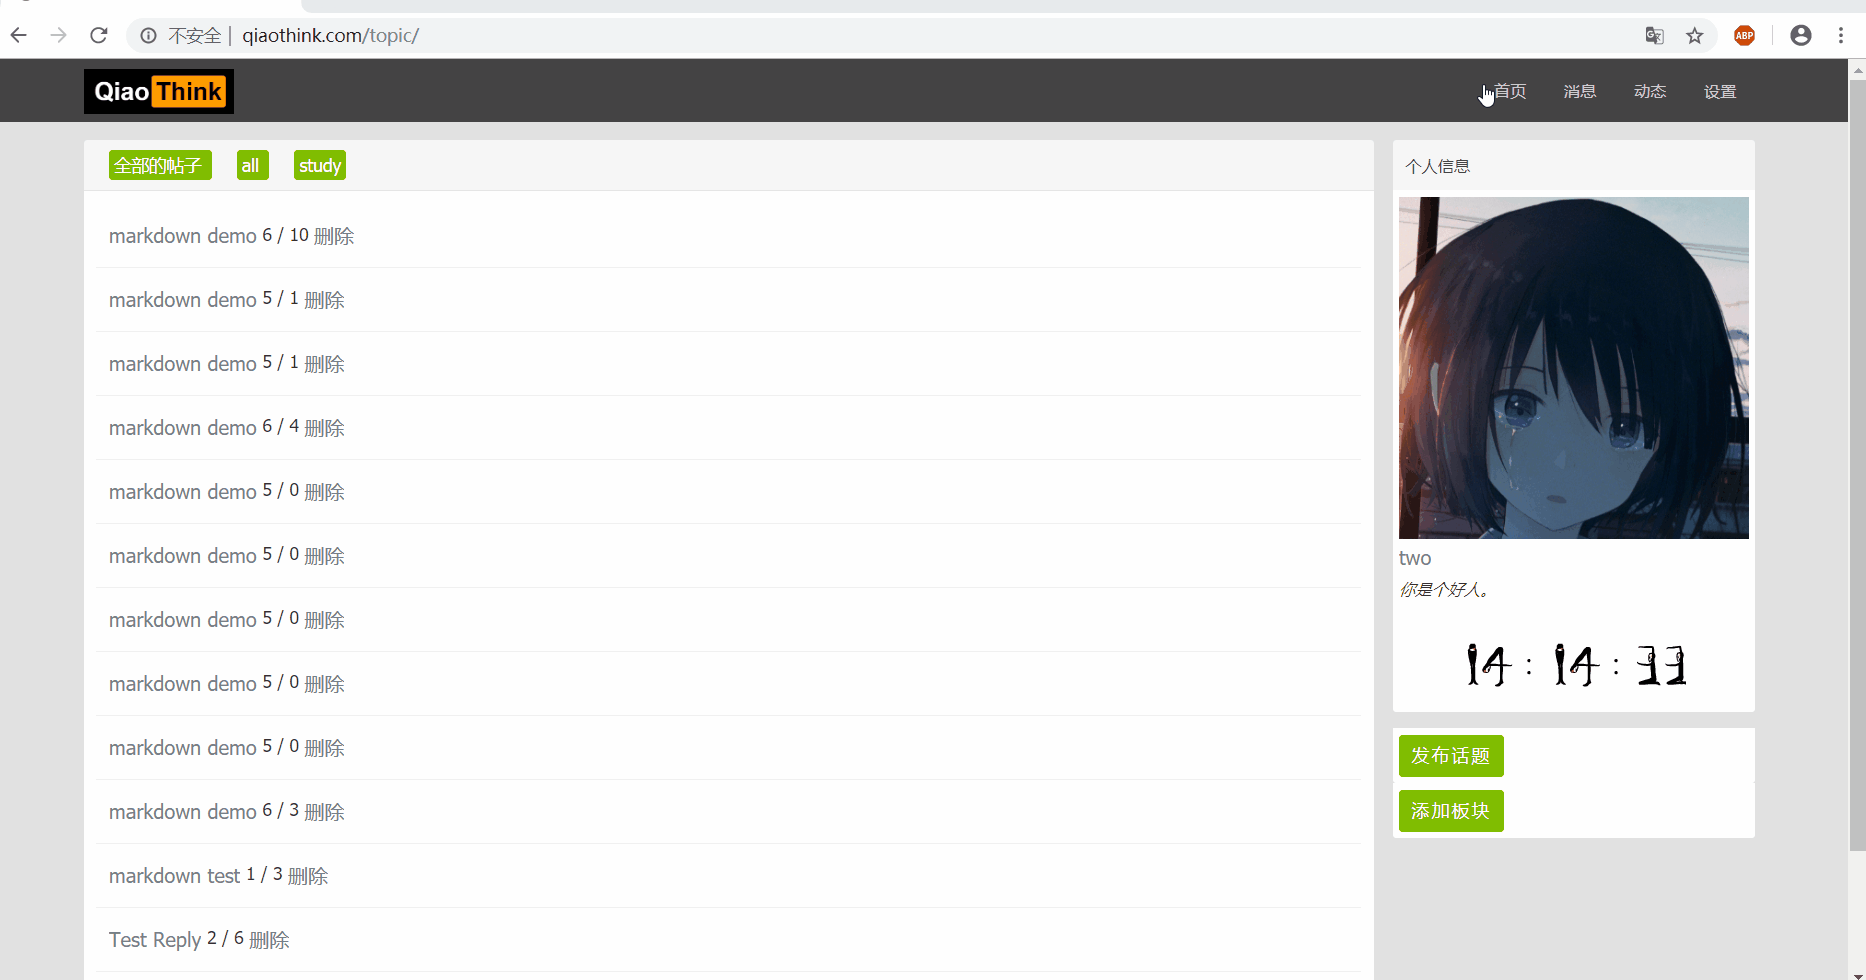 不安全 | qiaothink.com/topic/
ABP
Qiao Think
首页 消息 动态 设置
全部的帖子 all study
markdown demo 6 / 10 删除
markdown demo 5 / 1 删除
markdown demo 5 / 1 删除
markdown demo 6 / 4 删除
markdown demo 5 / 0 删除
markdown demo 5 / 0 删除
markdown demo 5 / 0 删除
markdown demo 5 / 0 删除
markdown demo 5 / 0 删除
markdown demo 6 / 3 删除
markdown test 1 / 3 删除
Test Reply 2 / 6 删除
个人信息
two
你是个好人。
14 : 14 : 33
发布话题
添加板块